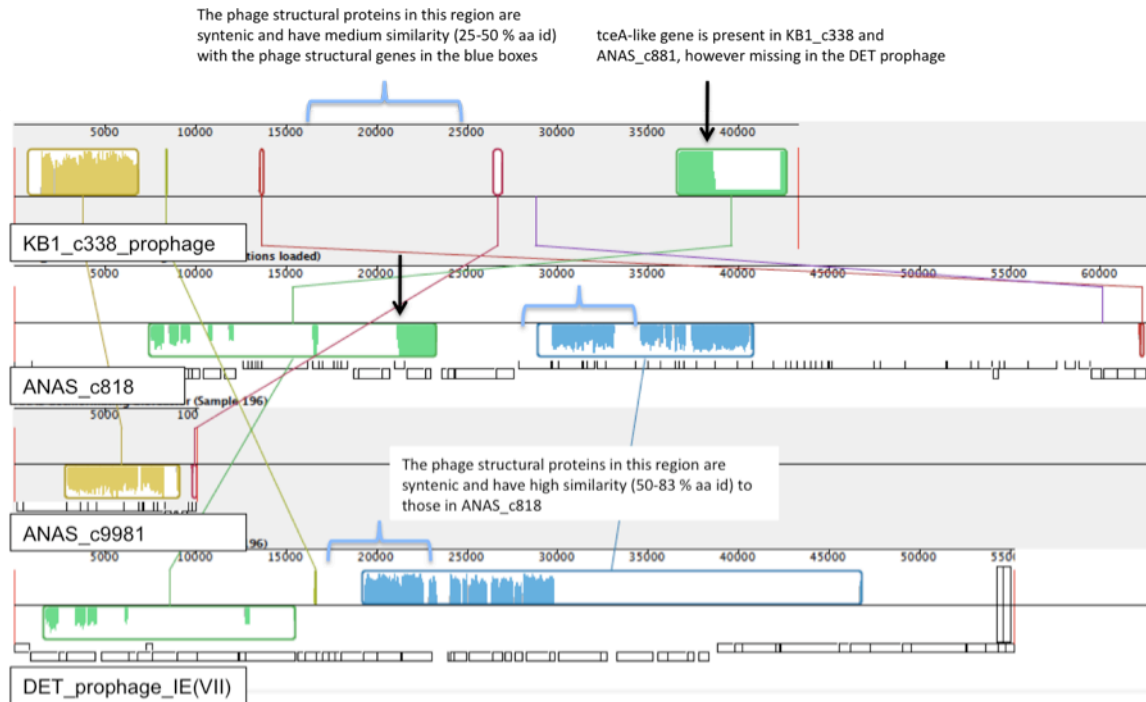 The phage structural proteins in this region are
syntenic and have medium similarity (25-50 % aa id)
with the phage structural genes in the blue boxes
tceA-like gene is present in KB1_c338 and
ANAS_c881, however missing in the DET prophage
5000 10000 15000 20000 25000 30000 35000 40000
KB1_c338_prophage
tions loaded)
5000 10000 15000 20000 25000 30000 35000 40000 45000 50000 55000 60000
ANAS_c818
(Sample 196)
5000 100
The phage structural proteins in this region are
syntenic and have high similarity (50-83 % aa id) to
those in ANAS_c818
ANAS_c9981
96)
5000 10000 15000 20000 25000 30000 35000 40000 45000 50000 550
DET_prophage_IE(VII)